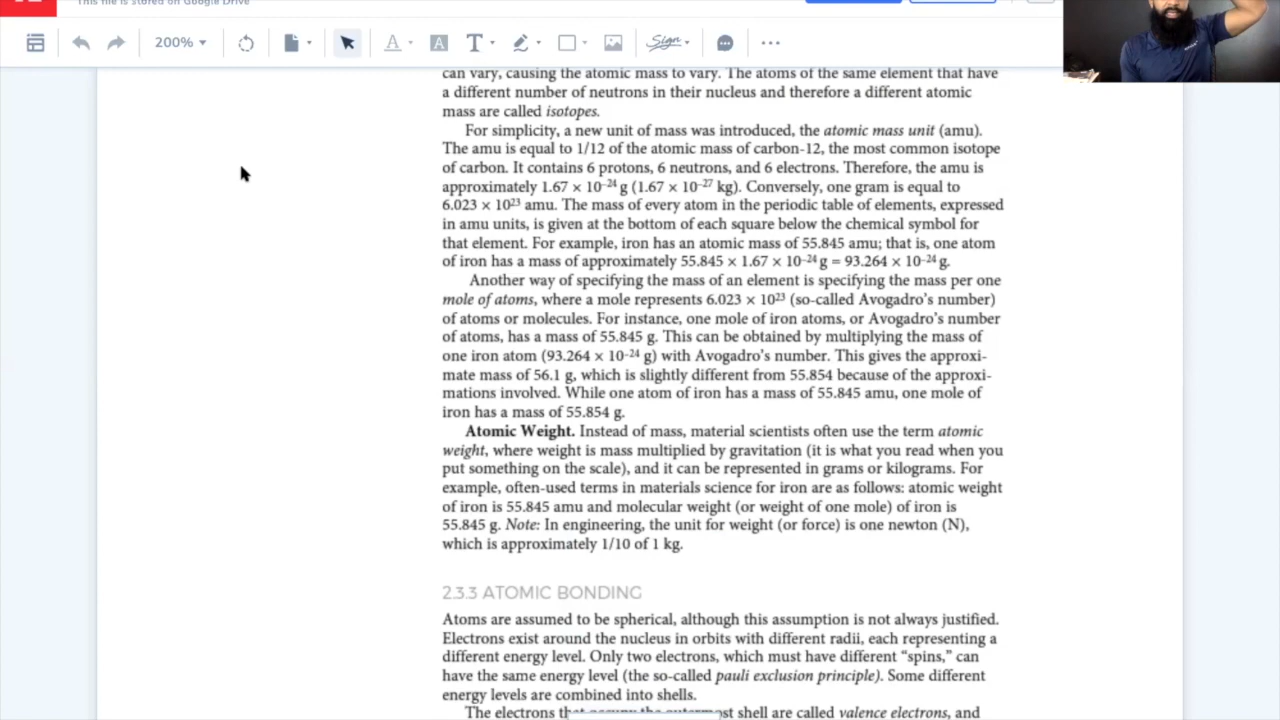 This file is stored on Google Drive
200%
A
A
T
Sign
can vary, causing the atomic mass to vary. The atoms of the same element that have
a different number of neutrons in their nucleus and therefore a different atomic
mass are called isotopes.
For simplicity, a new unit of mass was introduced, the atomic mass unit (amu).
The amu is equal to 1/12 of the atomic mass of carbon-12, the most common isotope
of carbon. It contains 6 protons, 6 neutrons, and 6 electrons. Therefore, the amu is
approximately 1.67 × 10⁻²⁴ g (1.67 × 10⁻²⁷ kg). Conversely, one gram is equal to
6.023 × 10²³ amu. The mass of every atom in the periodic table of elements, expressed
in amu units, is given at the bottom of each square below the chemical symbol for
that element. For example, iron has an atomic mass of 55.845 amu; that is, one atom
of iron has a mass of approximately 55.845 × 1.67 × 10⁻²⁴ g = 93.264 × 10⁻²⁴ g.
Another way of specifying the mass of an element is specifying the mass per one
mole of atoms, where a mole represents 6.023 × 10²³ (so-called Avogadro’s number)
of atoms or molecules. For instance, one mole of iron atoms, or Avogadro’s number
of atoms, has a mass of 55.845 g. This can be obtained by multiplying the mass of
one iron atom (93.264 × 10⁻²⁴ g) with Avogadro’s number. This gives the approxi-
mate mass of 56.1 g, which is slightly different from 55.854 because of the approxi-
mations involved. While one atom of iron has a mass of 55.845 amu, one mole of
iron has a mass of 55.854 g.
Atomic Weight. Instead of mass, material scientists often use the term atomic
weight, where weight is mass multiplied by gravitation (it is what you read when you
put something on the scale), and it can be represented in grams or kilograms. For
example, often-used terms in materials science for iron are as follows: atomic weight
of iron is 55.845 amu and molecular weight (or weight of one mole) of iron is
55.845 g. Note: In engineering, the unit for weight (or force) is one newton (N),
which is approximately 1/10 of 1 kg.
2.3.3 ATOMIC BONDING
Atoms are assumed to be spherical, although this assumption is not always justified.
Electrons exist around the nucleus in orbits with different radii, each representing a
different energy level. Only two electrons, which must have different “spins,” can
have the same energy level (the so-called pauli exclusion principle). Some different
energy levels are combined into shells.
The electrons that occupy the outermost shell are called valence electrons, and